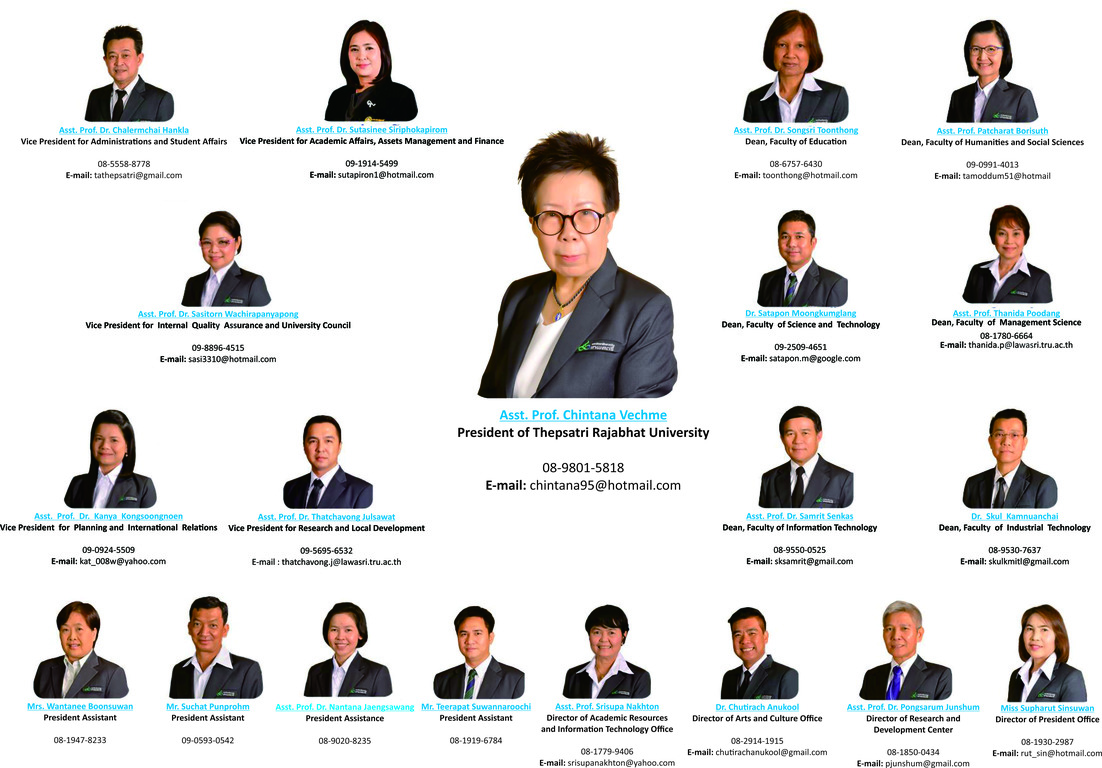 Asst. Prof. Dr. Chalermchai Hankla
Vice President for Administrations and Student Affairs
08-5558-8778
E-mail: tathepsatri@gmail.com
Asst. Prof. Dr. Sutasinee Siriphokapirom
Vice President for Academic Affairs, Assets Management and Finance
09-1914-5499
E-mail: sutapiron1@hotmail.com
Asst. Prof. Dr. Songsri Toonthong
Dean, Faculty of Education
08-6757-6430
E-mail: toonthong@hotmail.com
Asst. Prof. Patcharat Borisuth
Dean, Faculty of Humanities and Social Sciences
09-0991-4013
E-mail: tamoddum51@hotmail
Asst. Prof. Dr. Sasitorn Wachirapanyapong
Vice President for Internal Quality Assurance and University Council
09-8896-4515
E-mail: sasi3310@hotmail.com
Asst. Prof. Chintana Vechme
President of Thepsatri Rajabhat University
08-9801-5818
E-mail: chintana95@hotmail.com
Dr. Satapon Moongkumglang
Dean, Faculty of Science and Technology
09-2509-4651
E-mail: satapon.m@google.com
Asst. Prof. Thanida Poodang
Dean, Faculty of Management Science
08-1780-6664
E-mail: thanida.p@lawasri.tru.ac.th
Asst. Prof. Dr. Kanya Kongsoongnoen
Vice President for Planning and International Relations
09-0924-5509
E-mail: kat_008w@yahoo.com
Asst. Prof. Dr. Thatchavong Julsawat
Vice President for Research and Local Development
09-5695-6532
E-mail : thatchavong.j@lawasri.tru.ac.th
Asst. Prof. Dr. Samrit Senkas
Dean, Faculty of Information Technology
08-9550-0525
E-mail: sksamrit@gmail.com
Dr. Skul Kamnuanchai
Dean, Faculty of Industrial Technology
08-9530-7637
E-mail: skulkmitl@gmail.com
Mrs. Wantanee Boonsuwan
President Assistant
08-1947-8233
Mr. Suchat Punprohm
President Assistant
09-0593-0542
Asst. Prof. Dr. Nantana Jaengsawang
President Assistance
08-9020-8235
Mr. Teerapat Suwannaroochi
President Assistant
08-1919-6784
Asst. Prof. Srisupa Nakhton
Director of Academic Resources
and Information Technology Office
08-1779-9406
E-mail: srisupanakhton@yahoo.com
Dr. Chutirach Anukool
Director of Arts and Culture Office
08-2914-1915
E-mail: chutirachanukool@gmail.com
Asst. Prof. Dr. Pongsarum Junshum
Director of Research and
Development Center
08-1850-0434
E-mail: pjunshum@gmail.com
Miss Supharut Sinsuwan
Director of President Office
08-1930-2987
E-mail: rut_sin@hotmail.com